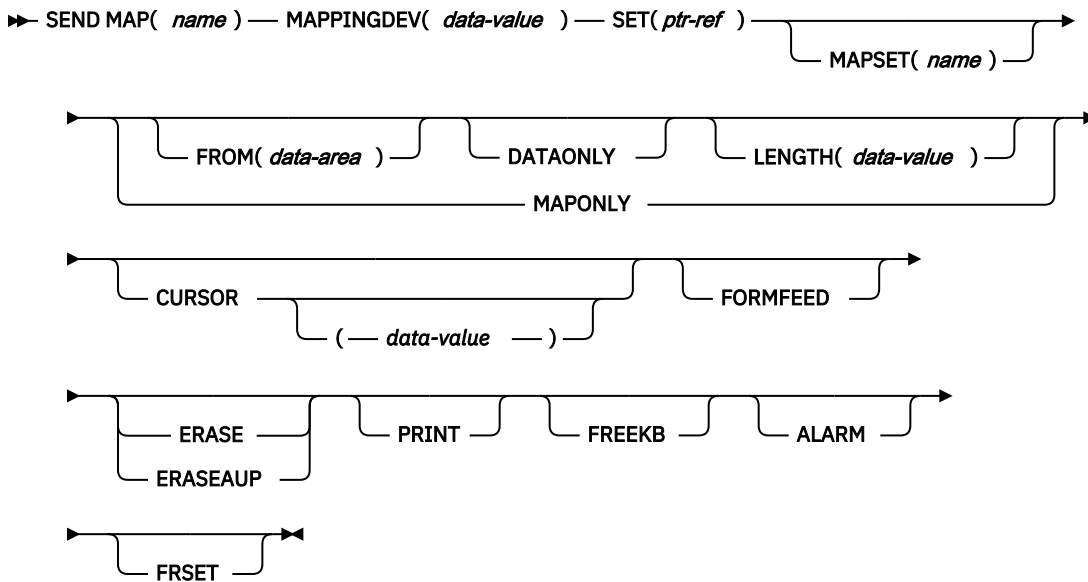 SEND MAP( name ) MAPPINGDEV( data-value ) SET( ptr-ref )
MAPSET( name )
FROM( data-area ) DATAONLY LENGTH( data-value )
MAPONLY
CURSOR FORMFEED
( data-value )
ERASE PRINT FREEKB ALARM
ERASEAUP
FRSET